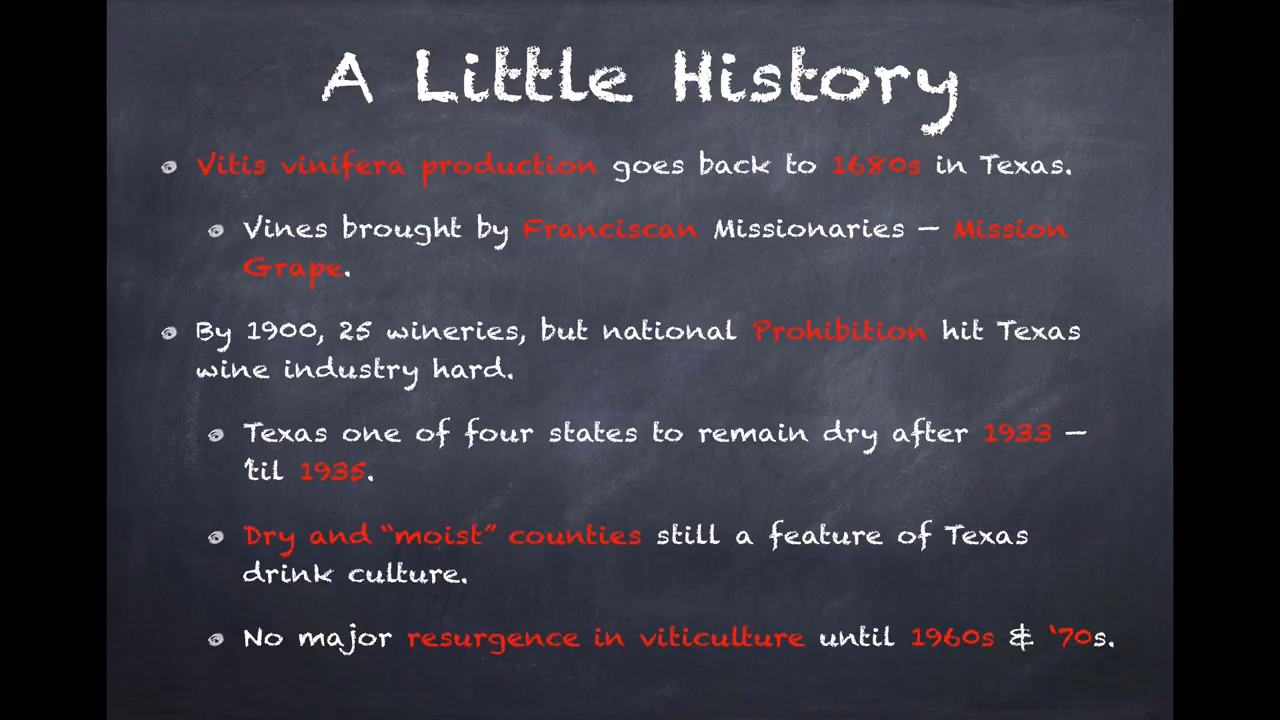 A Little History
Vitis vinifera production goes back to 1680s in Texas.
Vines brought by Franciscan Missionaries — Mission
Grape.
By 1900, 25 wineries, but national Prohibition hit Texas
wine industry hard.
Texas one of four states to remain dry after 1933 —
'til 1935.
Dry and “moist” counties still a feature of Texas
drink culture.
No major resurgence in viticulture until 1960s & ‘70s.